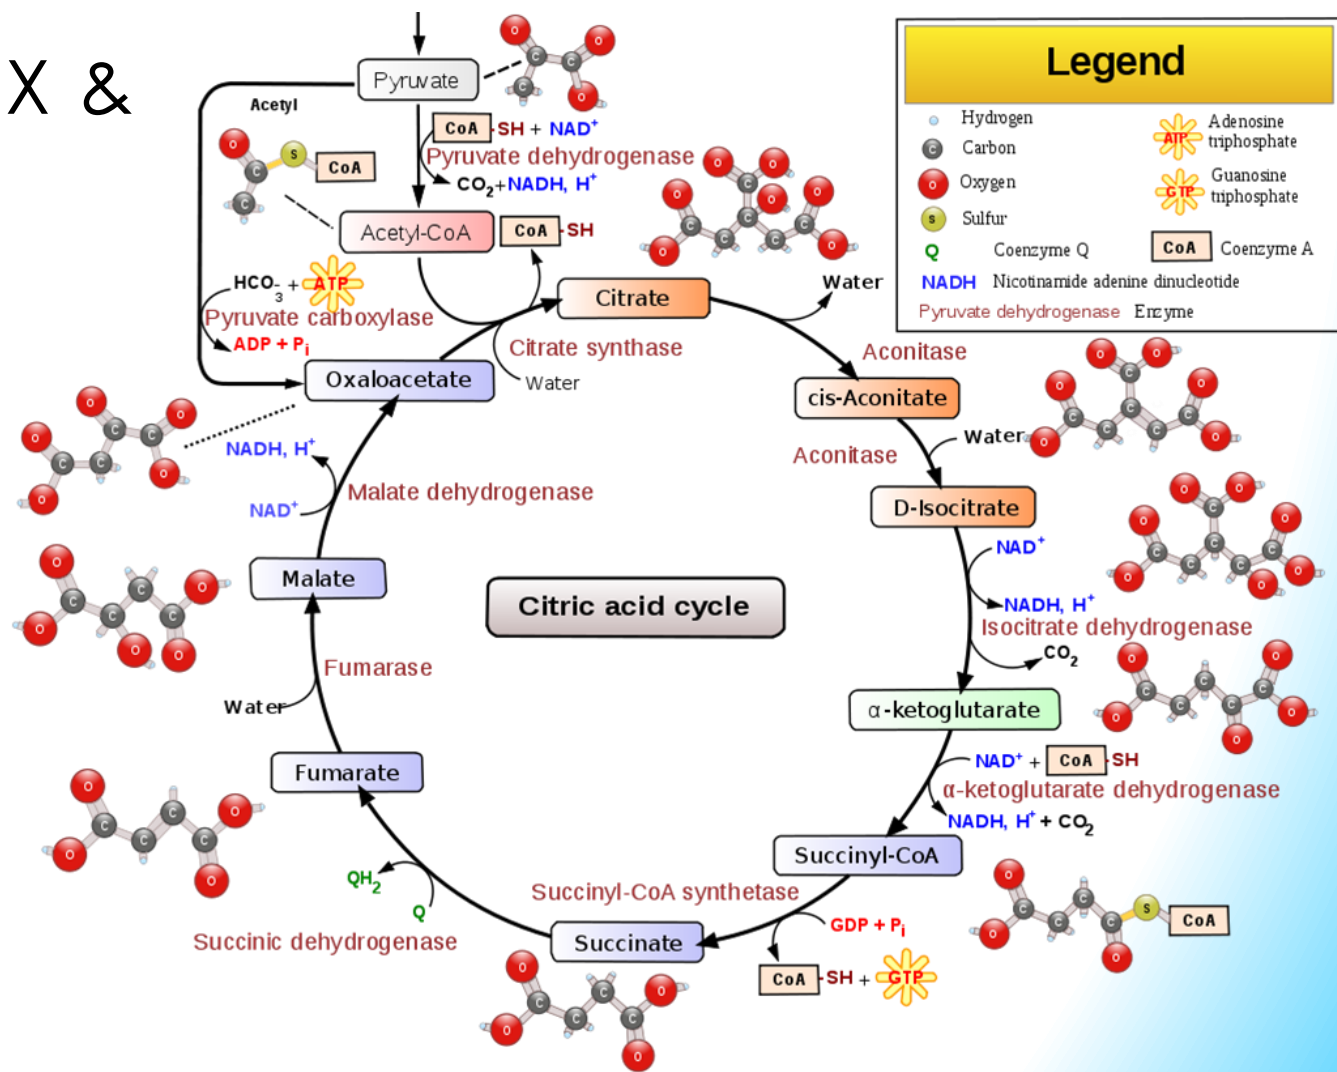 X &
Pyruvate
Acetyl
CoA
CoA -SH + NAD⁺
Pyruvate dehydrogenase
CO₂+NADH, H⁺
Acetyl-CoA
CoA -SH
HCO₃⁻ + ATP
Pyruvate carboxylase
ADP + Pᵢ
Citrate
Water
Citrate synthase
Water
Oxaloacetate
Aconitase
cis-Aconitate
Water
Aconitase
D-Isocitrate
NAD⁺
NADH, H⁺
Isocitrate dehydrogenase
CO₂
α-ketoglutarate
NAD⁺ + CoA -SH
α-ketoglutarate dehydrogenase
NADH, H⁺ + CO₂
Succinyl-CoA
CoA
Succinyl-CoA synthetase
GDP + Pᵢ
CoA -SH + GTP
Succinate
Q
QH₂
Succinic dehydrogenase
Fumarate
Water
Fumarase
Malate
NAD⁺
NADH, H⁺
Malate dehydrogenase
Citric acid cycle
Legend
Hydrogen
C Carbon
O Oxygen
S Sulfur
Q Coenzyme Q
ATP Adenosine
triphosphate
GTP Guanosine
triphosphate
CoA Coenzyme A
NADH Nicotinamide adenine dinucleotide
Pyruvate dehydrogenase Enzyme